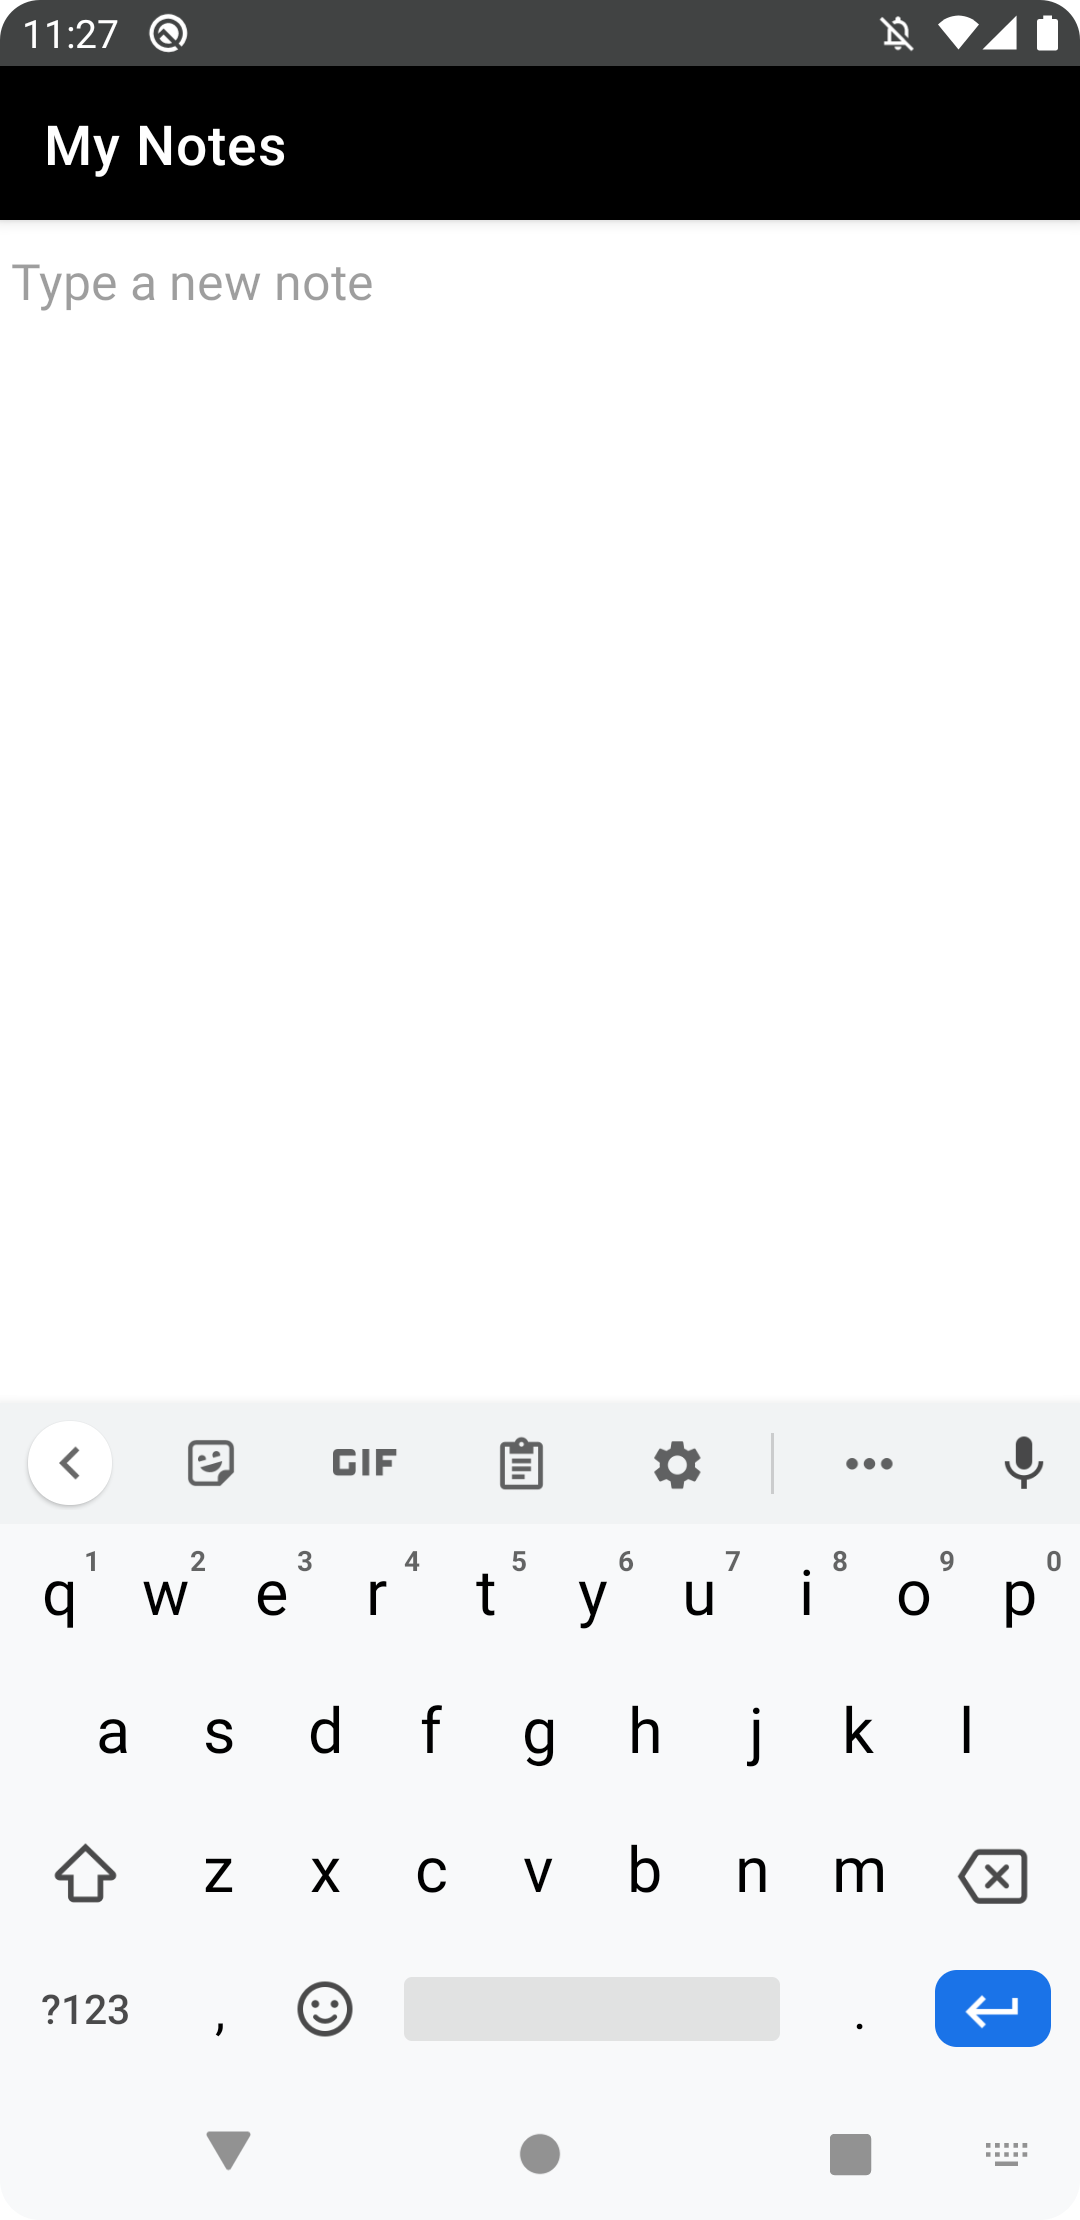 11:27
My Notes
Type a new note
GIF
1 2 3 4 5 6 7 8 9 0
q w e r t y u i o p
a s d f g h j k l
z x c v b n m
?123 , .